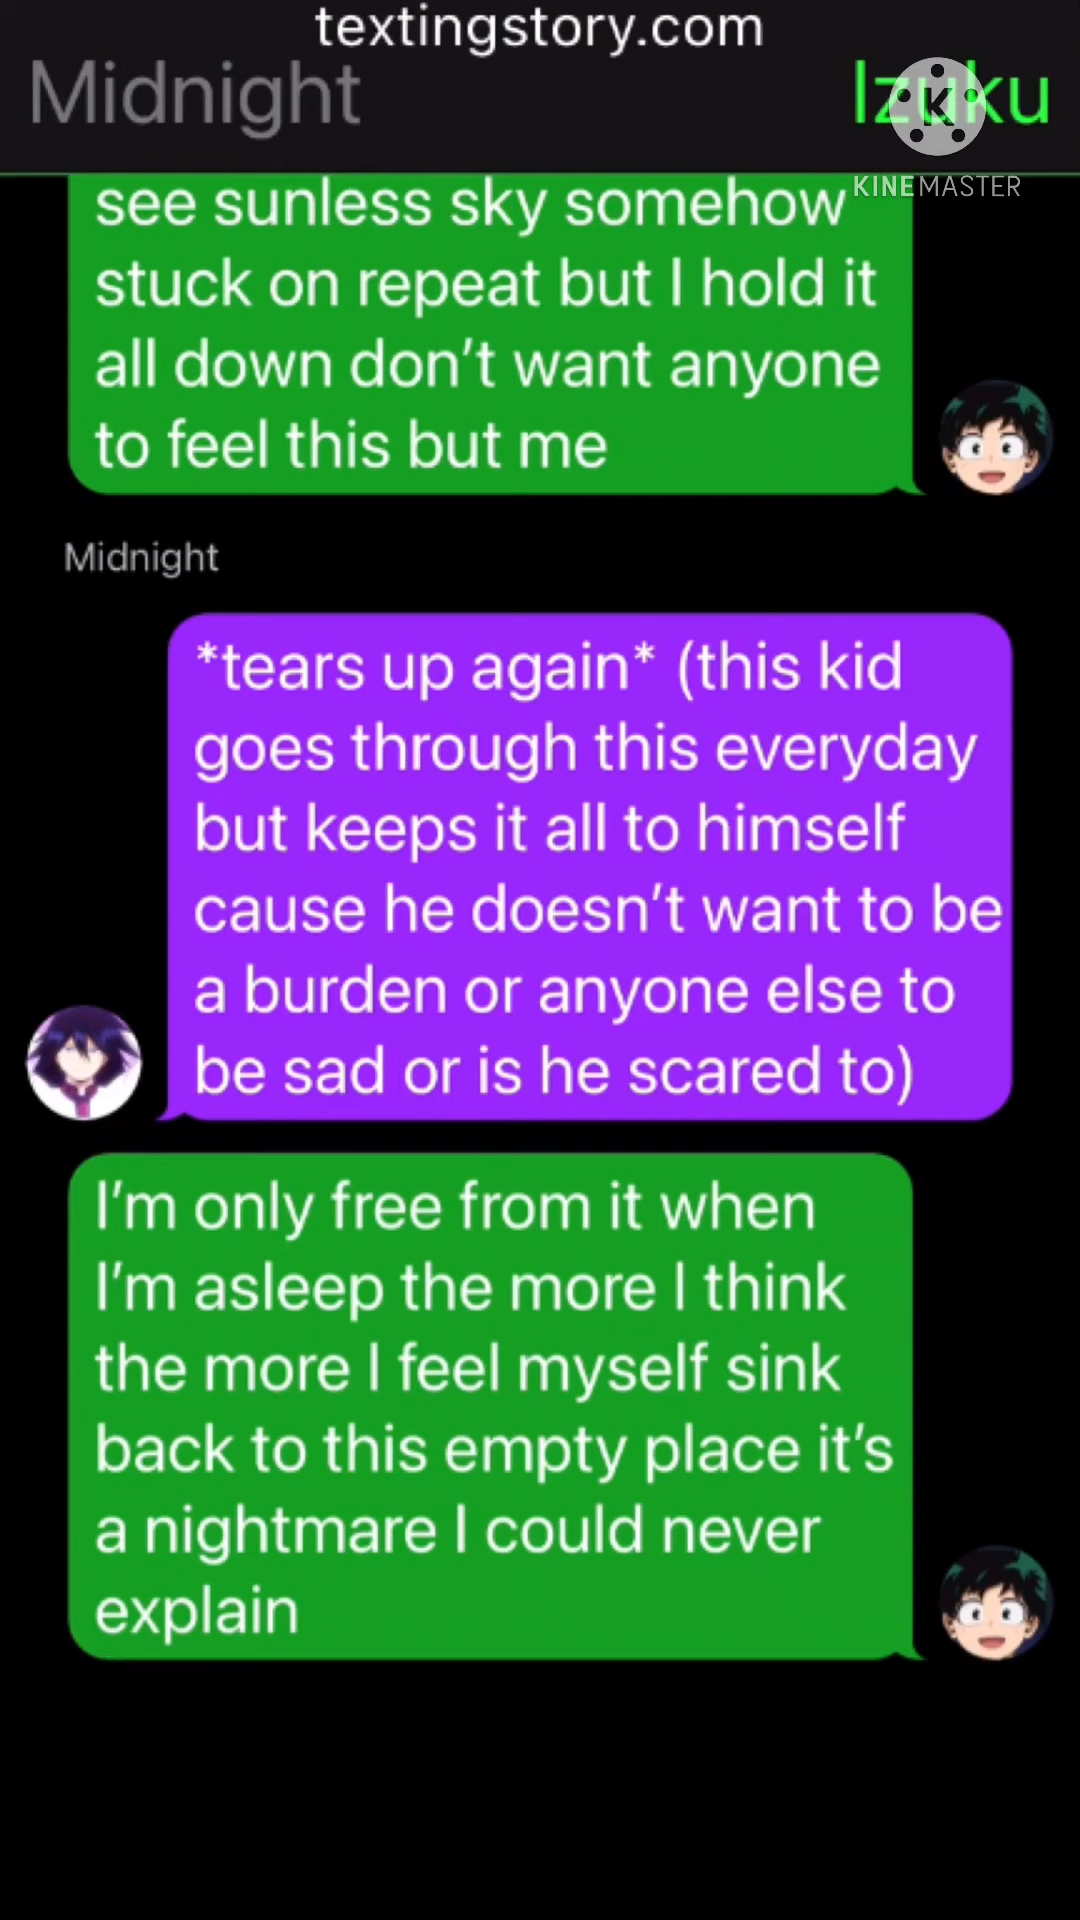 textingstory.com
Midnight
Izuku
KINEMASTER
see sunless sky somehow
stuck on repeat but I hold it
all down don't want anyone
to feel this but me
Midnight
*tears up again* (this kid
goes through this everyday
but keeps it all to himself
cause he doesn't want to be
a burden or anyone else to
be sad or is he scared to)
I'm only free from it when
I'm asleep the more I think
the more I feel myself sink
back to this empty place it's
a nightmare I could never
explain